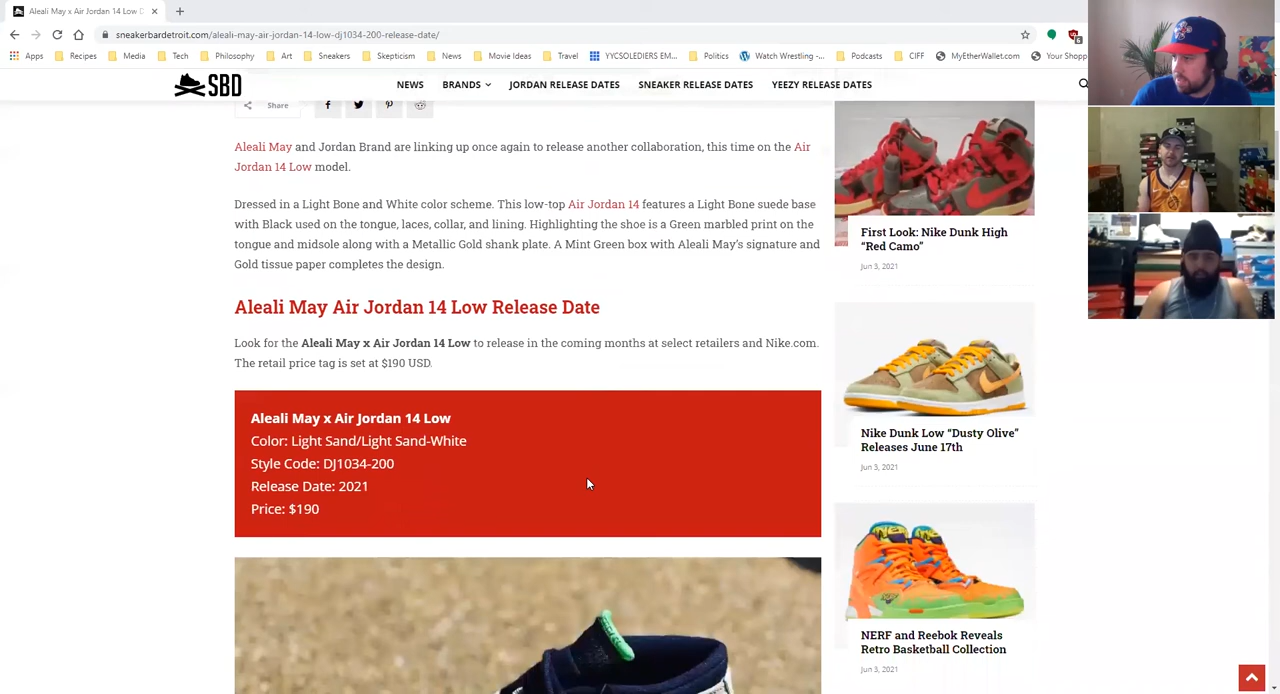 Aleali May x Air Jordan 14 Low
sneakerbardetroit.com/aleali-may-air-jordan-14-low-dj1034-200-release-date/
Apps Recipes Media Tech Philosophy Art Sneakers Skepticism News Movie Ideas Travel YYCSOLEDIERS EM... Politics Watch Wrestling -... Podcasts CIFF MyEtherWallet.com Your Shopp
SBD NEWS BRANDS JORDAN RELEASE DATES SNEAKER RELEASE DATES YEEZY RELEASE DATES
Share
Aleali May and Jordan Brand are linking up once again to release another collaboration, this time on the Air
Jordan 14 Low model.
Dressed in a Light Bone and White color scheme. This low-top Air Jordan 14 features a Light Bone suede base
with Black used on the tongue, laces, collar, and lining. Highlighting the shoe is a Green marbled print on the
tongue and midsole along with a Metallic Gold shank plate. A Mint Green box with Aleali May's signature and
Gold tissue paper completes the design.
Aleali May Air Jordan 14 Low Release Date
Look for the Aleali May x Air Jordan 14 Low to release in the coming months at select retailers and Nike.com.
The retail price tag is set at $190 USD.
Aleali May x Air Jordan 14 Low
Color: Light Sand/Light Sand-White
Style Code: DJ1034-200
Release Date: 2021
Price: $190
First Look: Nike Dunk High
“Red Camo”
Jun 3, 2021
Nike Dunk Low “Dusty Olive”
Releases June 17th
Jun 3, 2021
NERF and Reebok Reveals
Retro Basketball Collection
Jun 3, 2021